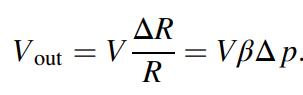 V_out = V ΔR/R = VβΔp.